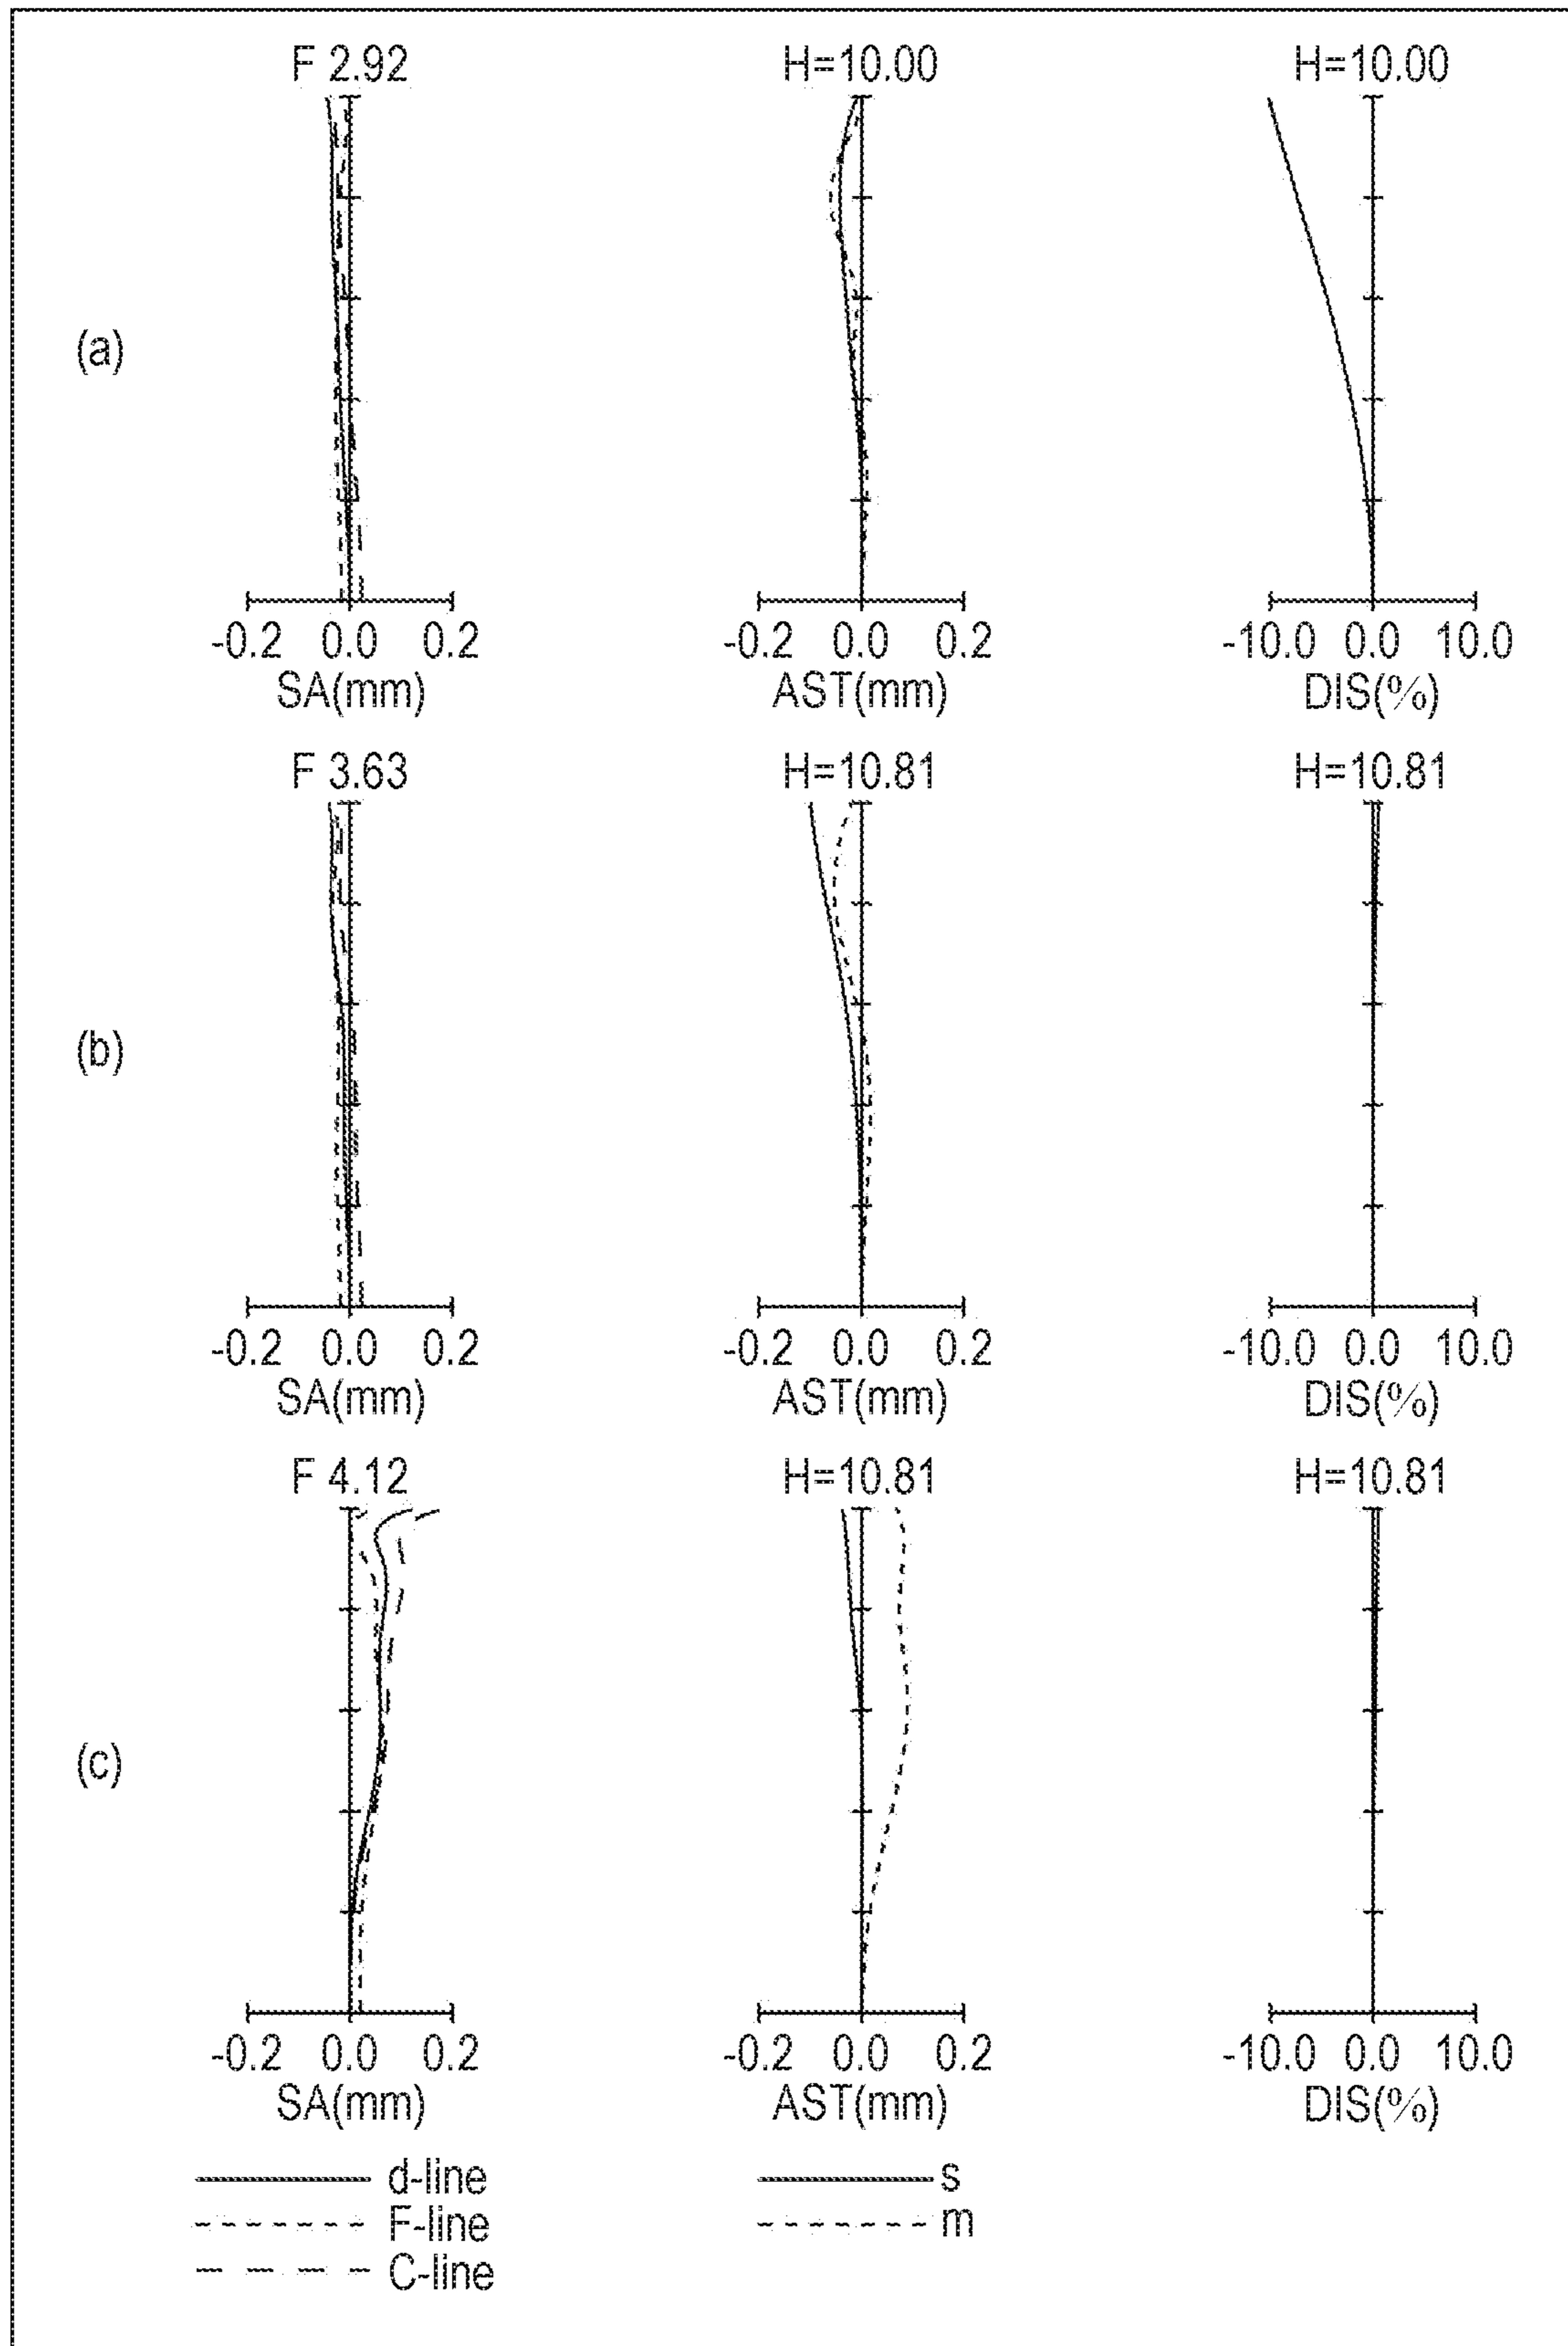 F 2.92 H=10.00 H=10.00
(a)
-0.2 0.0 0.2 -0.2 0.0 0.2 -10.0 0.0 10.0
SA(mm) AST(mm) DIS(%)
F 3.63 H=10.81 H=10.81
(b)
-0.2 0.0 0.2 -0.2 0.0 0.2 -10.0 0.0 10.0
SA(mm) AST(mm) DIS(%)
F 4.12 H=10.81 H=10.81
(c)
-0.2 0.0 0.2 -0.2 0.0 0.2 -10.0 0.0 10.0
SA(mm) AST(mm) DIS(%)
d-line s
F-line m
C-line